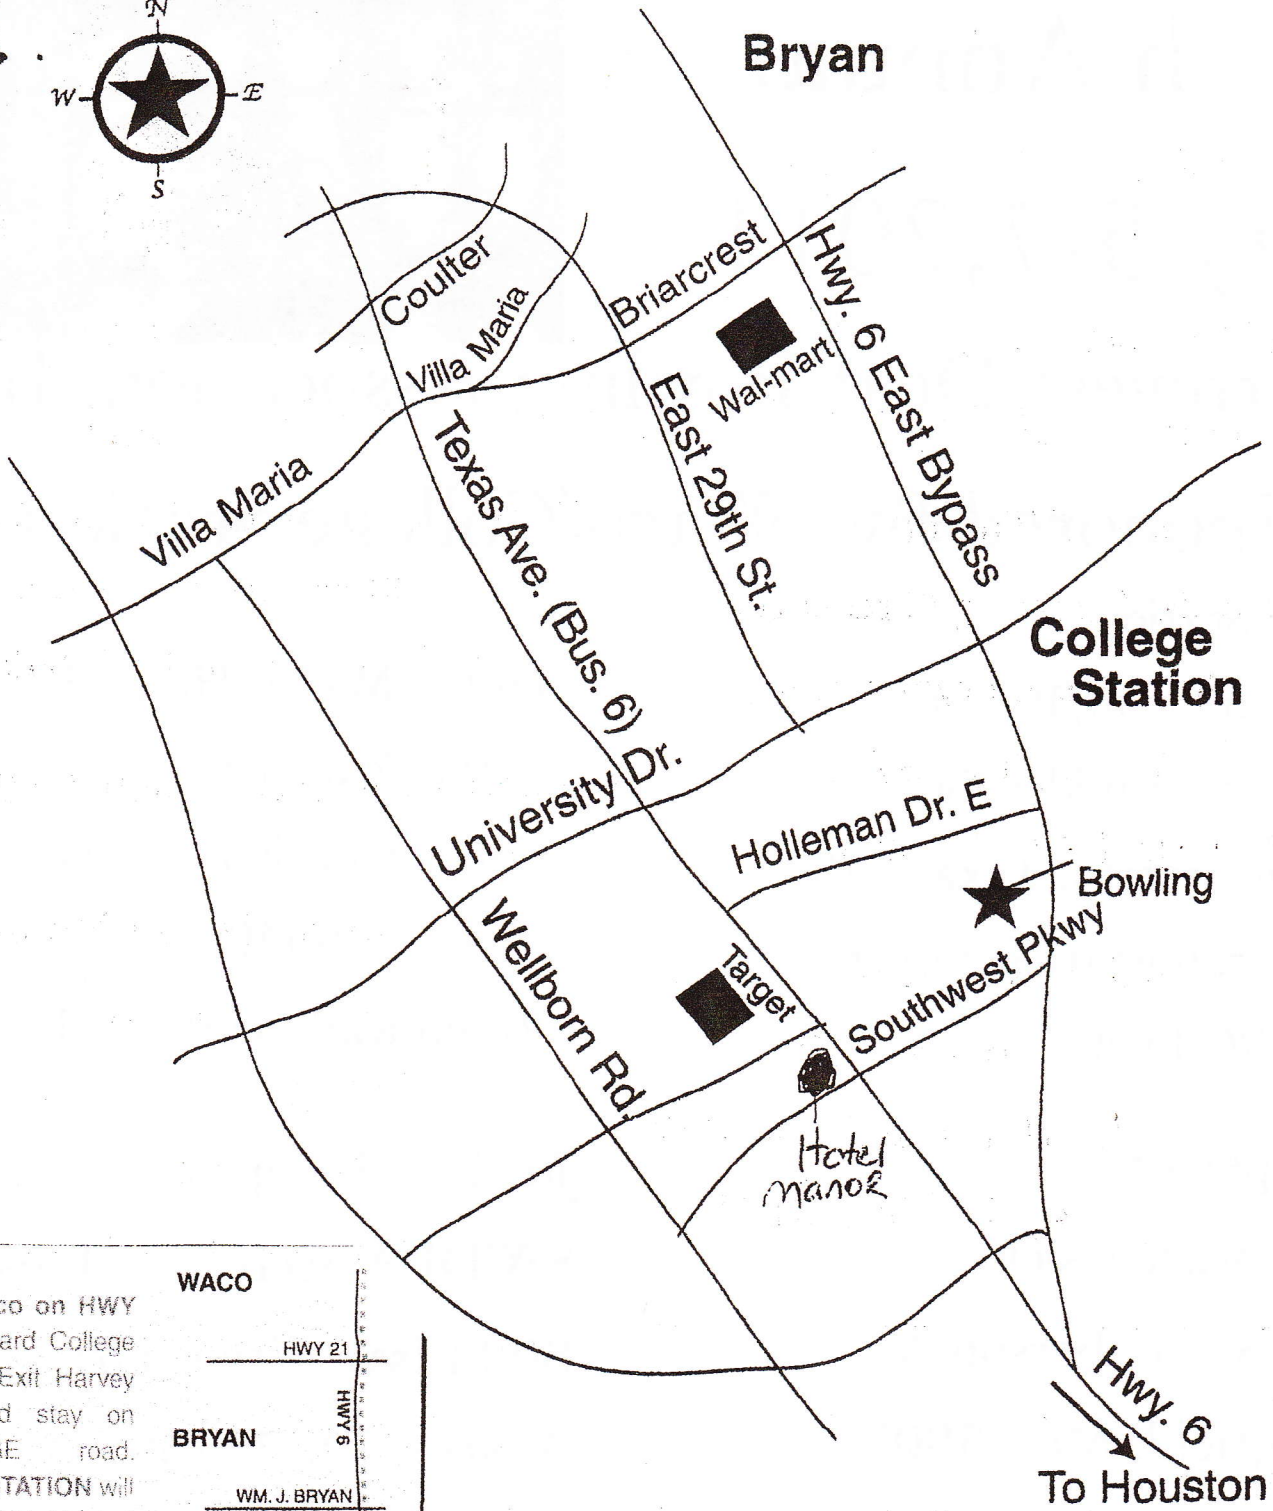 N
W
E
S
Bryan
Coulter
Villa Maria
Briarcrest
Wal-mart
Hwy. 6 East Bypass
East 29th St.
Villa Maria
Texas Ave. (Bus. 6)
College
Station
University Dr.
Holleman Dr. E
Bowling
Wellborn Rd.
Target
Southwest Pkwy
Hotel
Manor
Hwy. 6
To Houston
co on HWY
ard College
Exit Harvey
d stay on
GE road.
TATION will
WACO
HWY 21
HWY 6
BRYAN
WM. J. BRYAN